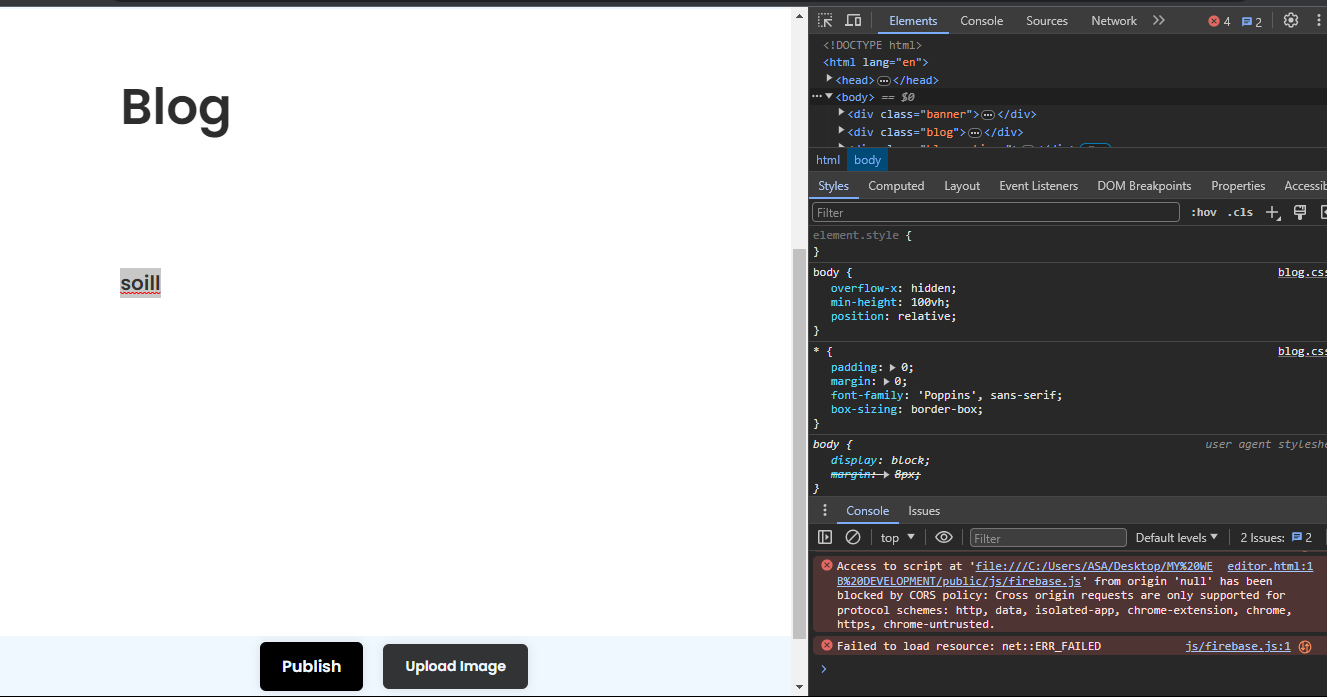 Blog
soill
Publish
Upload Image
Elements Console Sources Network 4 2
<!DOCTYPE html>
<html lang="en">
<head> … </head>
… <body> == $0
<div class="banner"> … </div>
<div class="blog"> … </div>
html body
Styles Computed Layout Event Listeners DOM Breakpoints Properties Accessib
Filter :hov .cls
element.style {
}
body { blog.css
overflow-x: hidden;
min-height: 100vh;
position: relative;
}
* { blog.css
padding: 0;
margin: 0;
font-family: 'Poppins', sans-serif;
box-sizing: border-box;
}
body { user agent styleshe
display: block;
margin: 8px;
}
Console Issues
top Filter Default levels 2 Issues: 2
Access to script at 'file:///C:/Users/ASA/Desktop/MY%20WE editor.html:1
B%20DEVELOPMENT/public/js/firebase.js' from origin 'null' has been
blocked by CORS policy: Cross origin requests are only supported for
protocol schemes: http, data, isolated-app, chrome-extension, chrome,
https, chrome-untrusted.
Failed to load resource: net::ERR_FAILED js/firebase.js:1